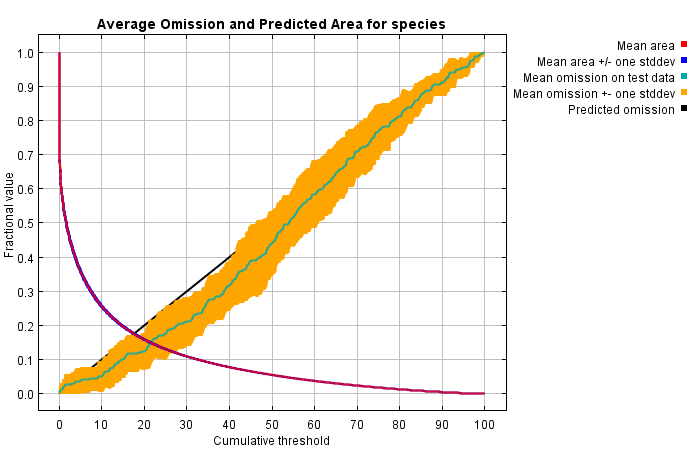 Average Omission and Predicted Area for species
Mean area
Mean area +/- one stddev
Mean omission on test data
Mean omission +- one stddev
Predicted omission
Fractional value
1.0
0.9
0.8
0.7
0.6
0.5
0.4
0.3
0.2
0.1
0.0
0 10 20 30 40 50 60 70 80 90 100
Cumulative threshold